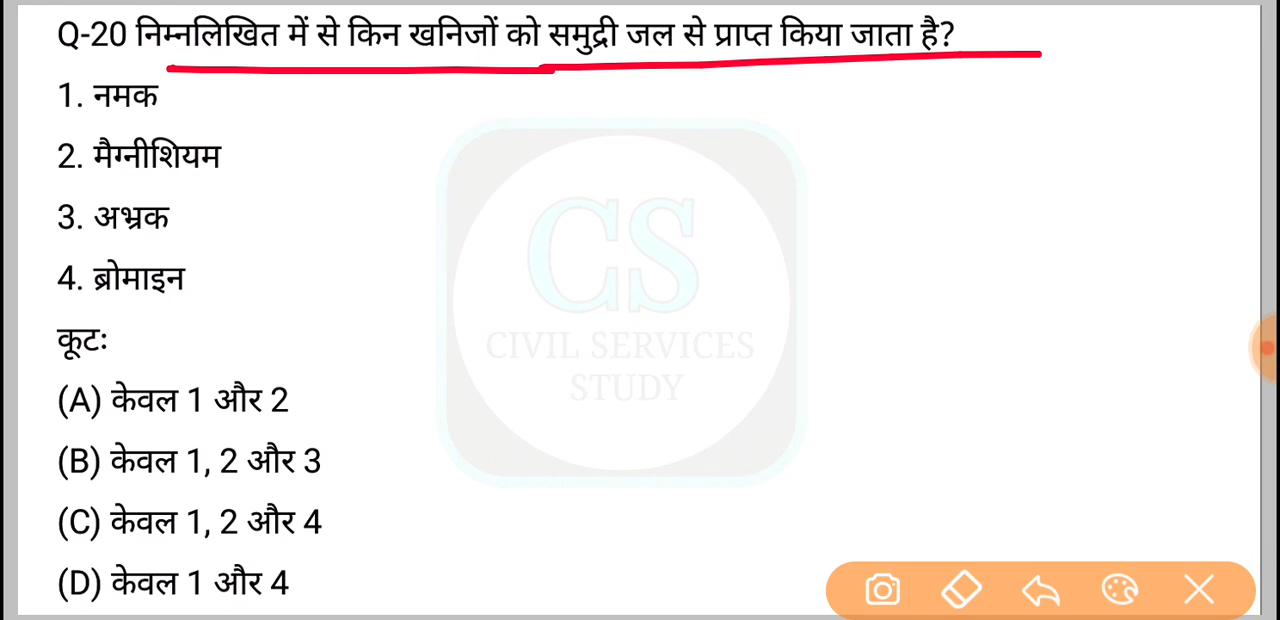 Q-20 निम्नलिखित में से किन खनिजों को समुद्री जल से प्राप्त किया जाता है?
1. नमक
2. मैग्नीशियम
3. अभ्रक
4. ब्रोमाइन
कूटः
(A) केवल 1 और 2
(B) केवल 1, 2 और 3
(C) केवल 1, 2 और 4
(D) केवल 1 और 4
CS
CIVIL SERVICES
STUDY